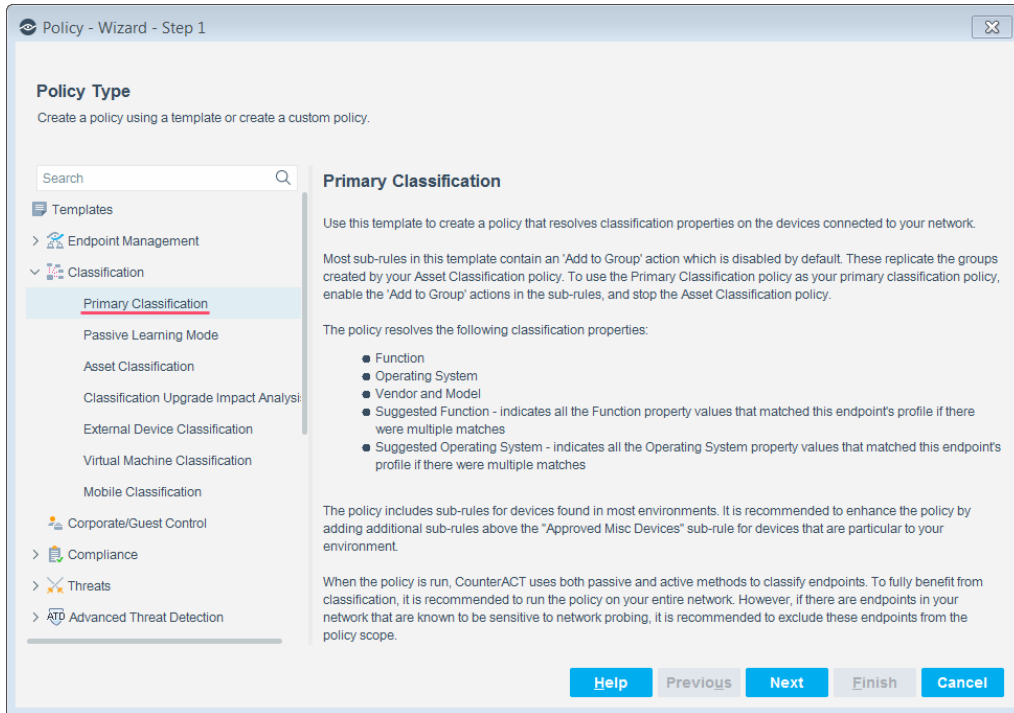 Policy - Wizard - Step 1
Policy Type
Create a policy using a template or create a custom policy.
Search
Templates
Endpoint Management
Classification
Primary Classification
Passive Learning Mode
Asset Classification
Classification Upgrade Impact Analysi
External Device Classification
Virtual Machine Classification
Mobile Classification
Corporate/Guest Control
Compliance
Threats
ATD Advanced Threat Detection
Primary Classification
Use this template to create a policy that resolves classification properties on the devices connected to your network.
Most sub-rules in this template contain an 'Add to Group' action which is disabled by default. These replicate the groups
created by your Asset Classification policy. To use the Primary Classification policy as your primary classification policy,
enable the 'Add to Group' actions in the sub-rules, and stop the Asset Classification policy.
The policy resolves the following classification properties:
Function
Operating System
Vendor and Model
Suggested Function - indicates all the Function property values that matched this endpoint's profile if there
were multiple matches
Suggested Operating System - indicates all the Operating System property values that matched this endpoint's
profile if there were multiple matches
The policy includes sub-rules for devices found in most environments. It is recommended to enhance the policy by
adding additional sub-rules above the "Approved Misc Devices" sub-rule for devices that are particular to your
environment.
When the policy is run, CounterACT uses both passive and active methods to classify endpoints. To fully benefit from
classification, it is recommended to run the policy on your entire network. However, if there are endpoints in your
network that are known to be sensitive to network probing, it is recommended to exclude these endpoints from the
policy scope.
Help Previous Next Finish Cancel